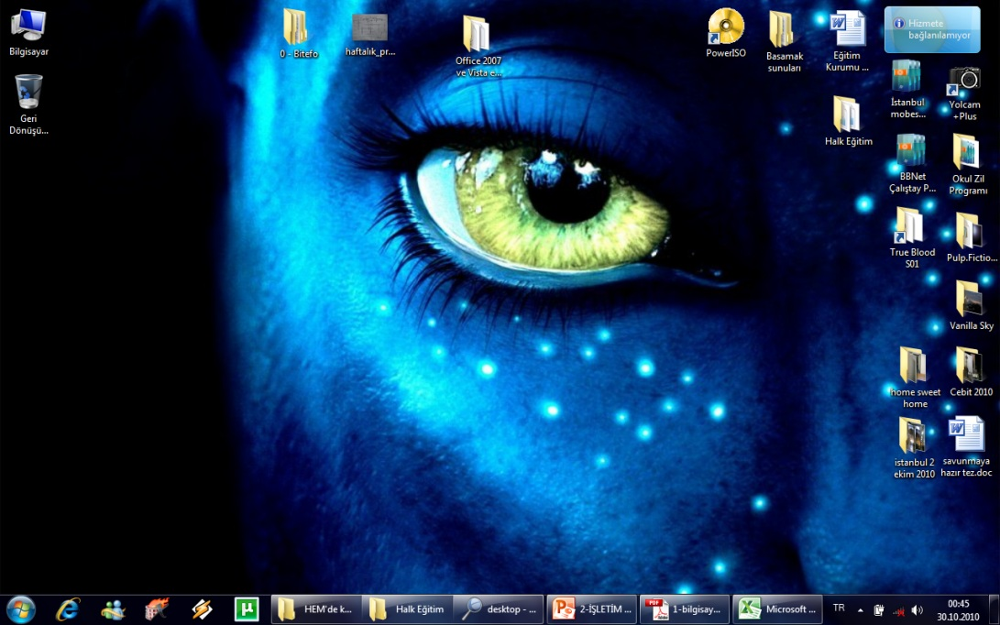 Bilgisayar
Geri
Dönüşü...
0 - Bitefo
haftalık_pr...
Office 2007
ve Vista e...
PowerISO
Basamak
sunuları
Eğitim
Kurumu ...
Hizmete
bağlanılamıyor
İstanbul
mobes...
Yolcam
+Plus
Halk Eğitim
BBNet
Çalıştay P...
Okul Zil
Programı
True Blood
S01
Pulp.Fictio...
Vanilla Sky
home sweet
home
Cebit 2010
istanbul 2
ekim 2010
savunmaya
hazır tez.doc
HEM'de k...
Halk Eğitim
desktop - ...
2-İŞLETİM ...
1-bilgisay...
Microsoft ...
TR
00:45
30.10.2010